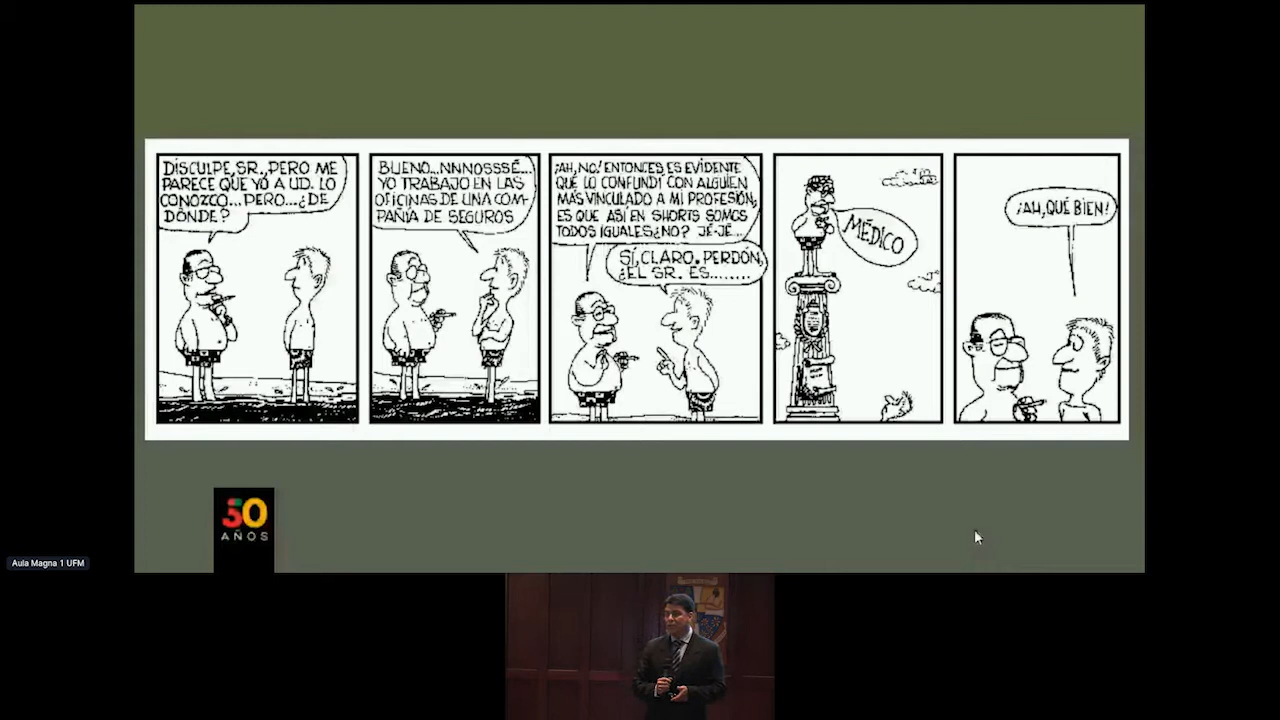 DISCULPE, SR., PERO ME
PARECE QUE YO A UD. LO
CONOZCO...PERO...¿DE
DÓNDE?
BUENO...NNNOSSSÉ...
YO TRABAJO EN LAS
OFICINAS DE UNA COM-
PAÑÍA DE SEGUROS
¡AH, NO! ENTONCES ES EVIDENTE
QUE LO CONFUNDÍ CON ALGUIEN
MÁS VINCULADO A MI PROFESIÓN;
ES QUE ASÍ EN SHORTS SOMOS
TODOS IGUALES ¿NO? JÉ-JÉ...
SÍ, CLARO. PERDÓN,
¿EL SR. ES........
MÉDICO
¡AH, QUÉ BIEN!
50
AÑOS
Aula Magna 1 UFM